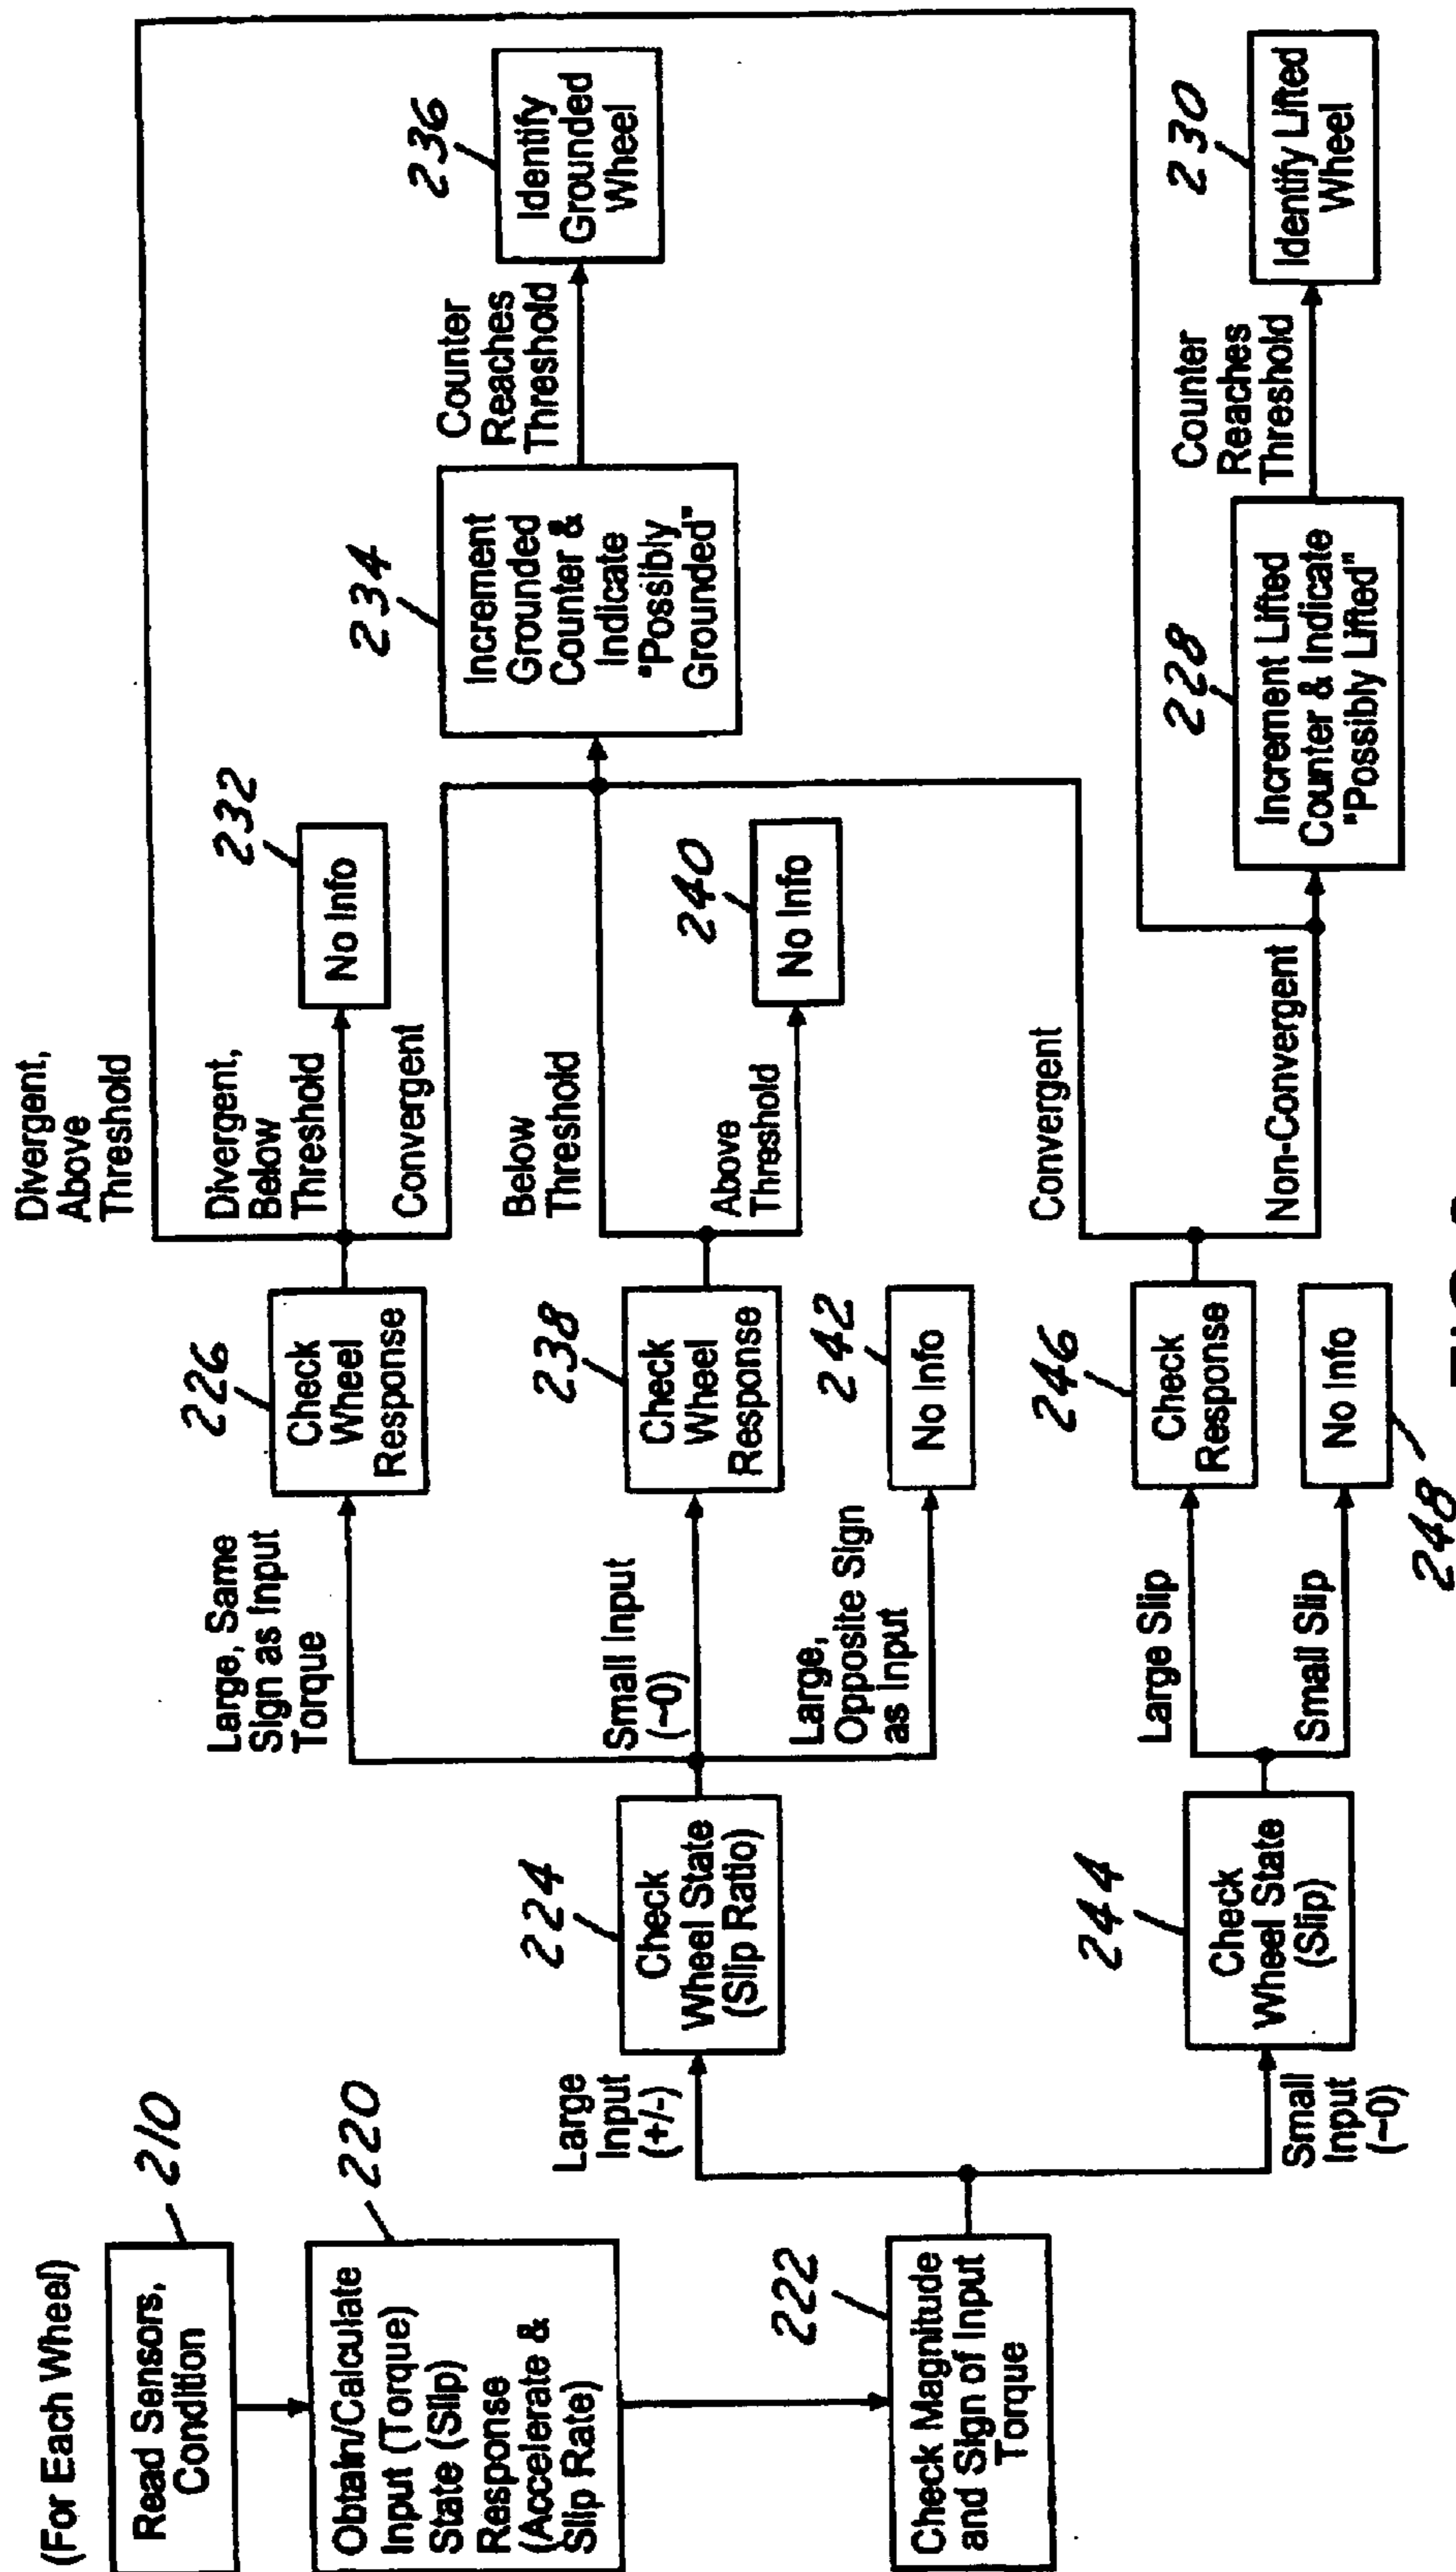 (For Each Wheel)
210
Read Sensors,
Condition
220
Obtain/Calculate
Input (Torque)
State (Slip)
Response
(Accelerate &
Slip Rate)
222
Check Magnitude
and Sign of Input
Torque
Large
Input
(+/-)
Small
Input
(~0)
224
Check
Wheel State
(Slip Ratio)
Large, Same
Sign as Input
Torque
Small Input
(~0)
Large,
Opposite Sign
as Input
226
Check
Wheel
Response
Divergent,
Above
Threshold
Divergent,
Below
Threshold
Convergent
232
No Info
238
Check
Wheel
Response
Below
Threshold
Above
Threshold
240
No Info
242
No Info
234
Increment
Grounded
Counter &
Indicate
"Possibly
Grounded"
Counter
Reaches
Threshold
236
Identify
Grounded
Wheel
244
Check
Wheel State
(Slip)
Large Slip
Small Slip
246
Check
Response
248
No Info
Convergent
Non-Convergent
228
Increment Lifted
Counter & Indicate
"Possibly Lifted"
Counter
Reaches
Threshold
230
Identify Lifted
Wheel